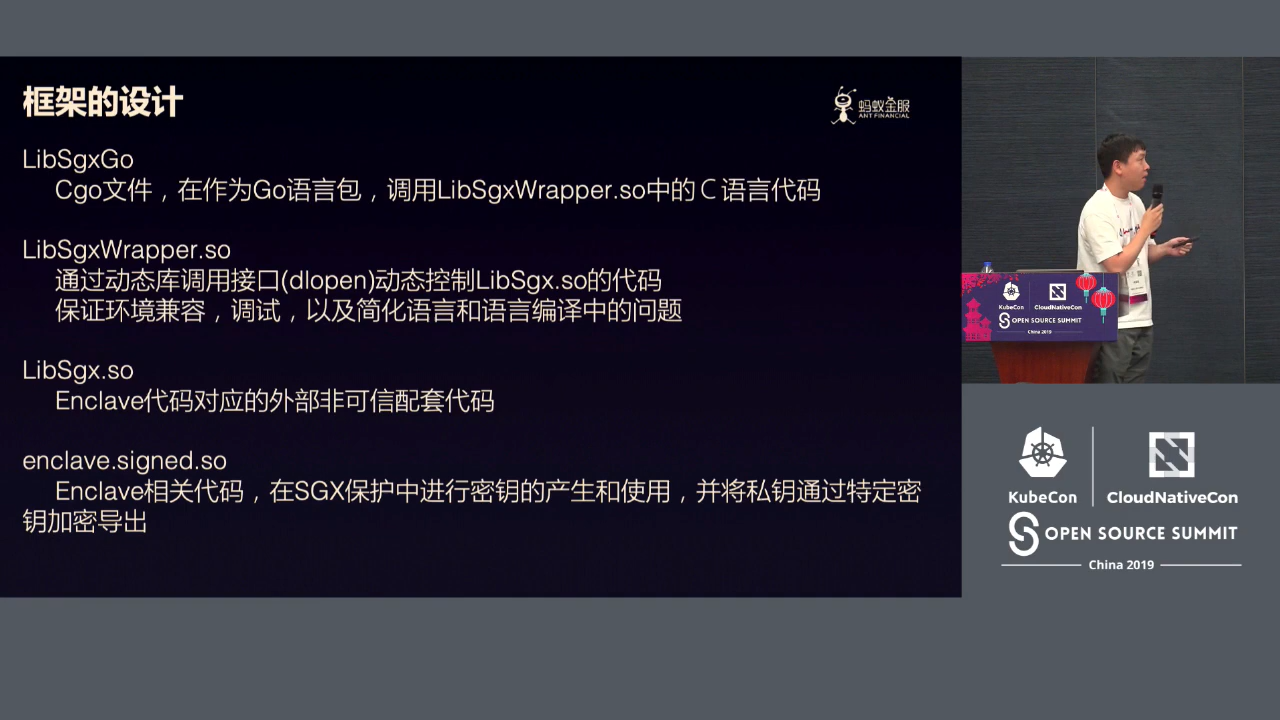 框架的设计
蚂蚁金服
ANT FINANCIAL
LibSgxGo
Cgo文件，在作为Go语言包，调用LibSgxWrapper.so中的C语言代码
LibSgxWrapper.so
通过动态库调用接口(dlopen)动态控制LibSgx.so的代码
保证环境兼容，调试，以及简化语言和语言编译中的问题
LibSgx.so
Enclave代码对应的外部非可信配套代码
enclave.signed.so
Enclave相关代码，在SGX保护中进行密钥的产生和使用，并将私钥通过特定密
钥加密导出
KubeCon
CloudNativeCon
OPEN SOURCE SUMMIT
China 2019
KubeCon
CloudNativeCon
OPEN SOURCE SUMMIT
China 2019